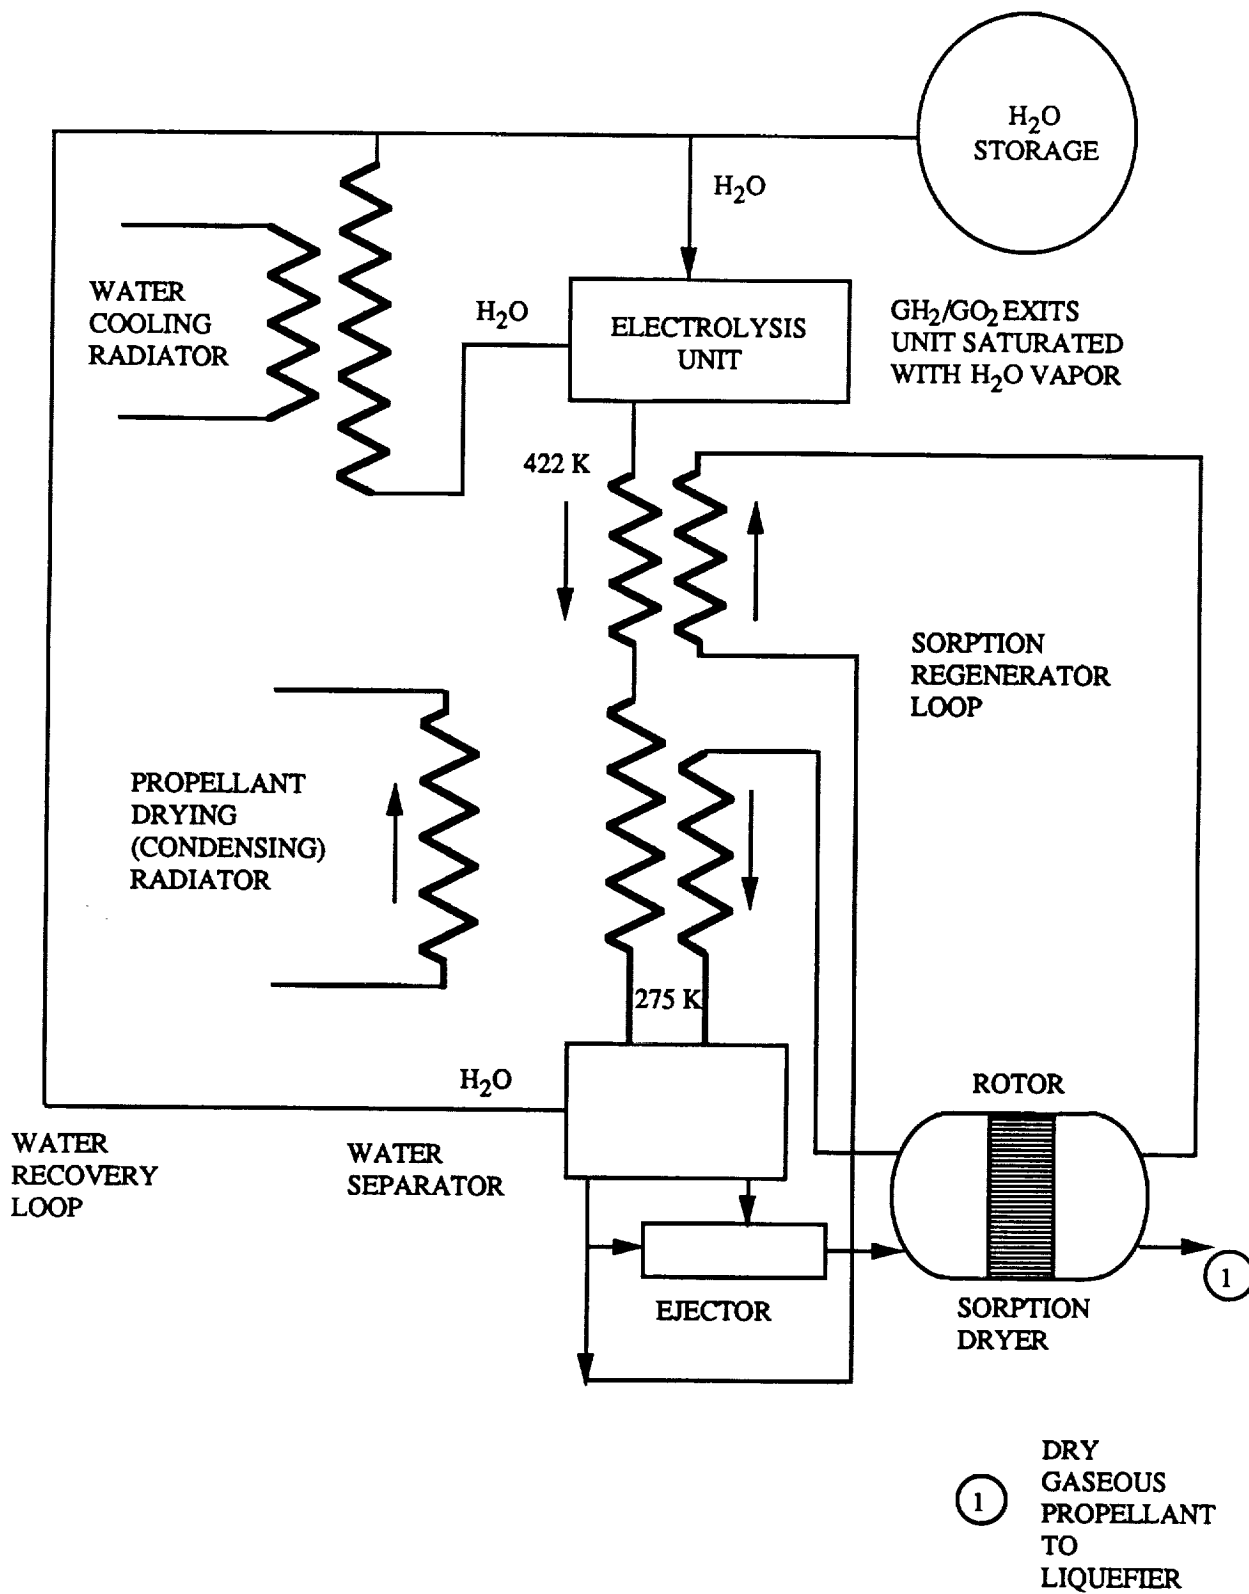 H₂O
STORAGE
H₂O
WATER
COOLING
RADIATOR
H₂O
ELECTROLYSIS
UNIT
GH₂/GO₂ EXITS
UNIT SATURATED
WITH H₂O VAPOR
422 K
SORPTION
REGENERATOR
LOOP
PROPELLANT
DRYING
(CONDENSING)
RADIATOR
275 K
H₂O
ROTOR
WATER
RECOVERY
LOOP
WATER
SEPARATOR
EJECTOR
SORPTION
DRYER
1
1
DRY
GASEOUS
PROPELLANT
TO
LIQUEFIER